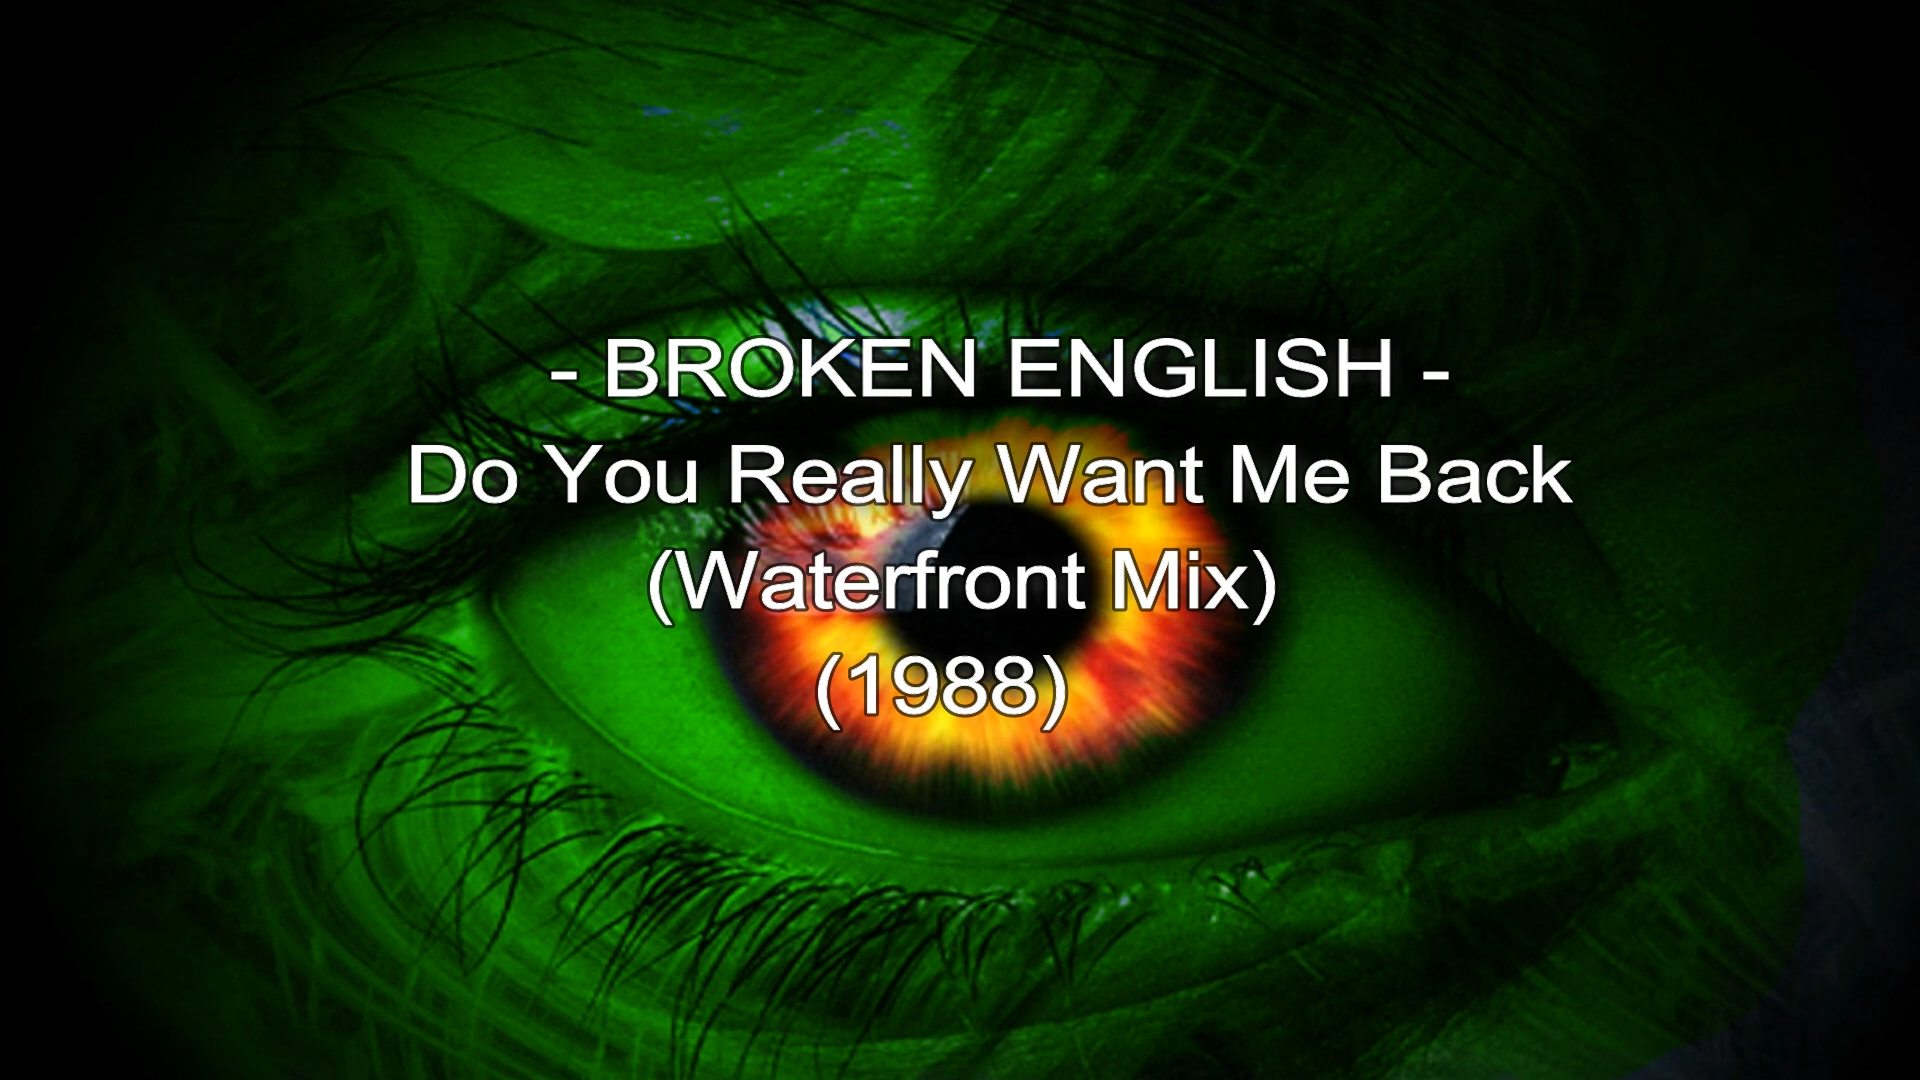 - BROKEN ENGLISH -
Do You Really Want Me Back
(Waterfront Mix)
(1988)